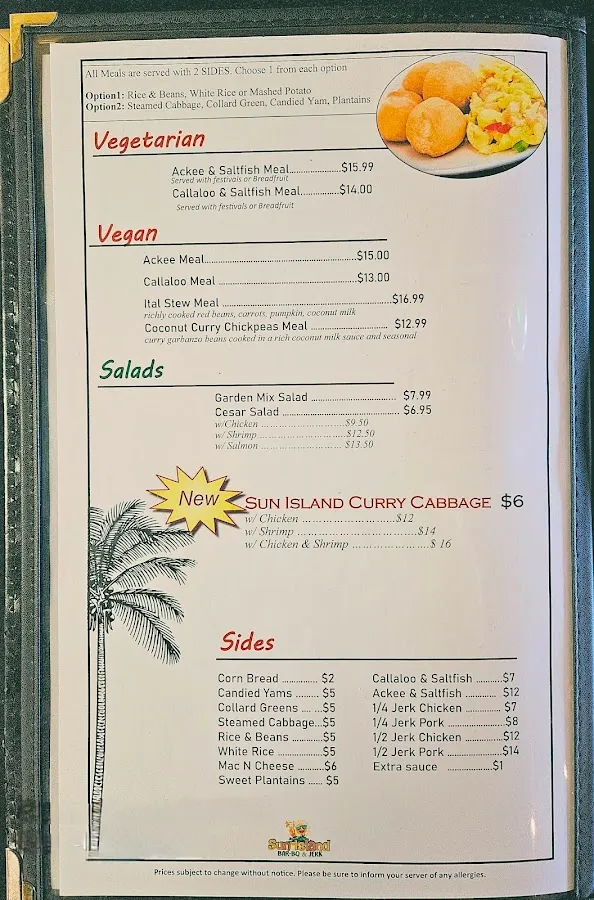 All Meals are served with 2 SIDES. Choose 1 from each option
Option1: Rice & Beans, White Rice or Mashed Potato
Option2: Steamed Cabbage, Collard Green, Candied Yam, Plantains
Vegetarian
Ackee & Saltfish Meal.....................$15.99
Served with festivals or Breadfruit
Callaloo & Saltfish Meal...............$14.00
Served with festivals or Breadfruit
Vegan
Ackee Meal.............................................................$15.00
Callaloo Meal .........................................................$13.00
Ital Stew Meal ....................................................................$16.99
richly cooked red beans, carrots, pumpkin, coconut milk
Coconut Curry Chickpeas Meal ............................... $12.99
curry garbanzo beans cooked in a rich coconut milk sauce and seasonal
Salads
Garden Mix Salad .................................. $7.99
Cesar Salad ............................................... $6.95
w/Chicken ..............................$9.50
w/ Shrimp................................$12.50
w/ Salmon ..............................$13.50
New
SUN ISLAND CURRY CABBAGE $6
w/ Chicken ..............................$12
w/ Shrimp .......................................$14
w/ Chicken & Shrimp .........................$ 16
Sides
Corn Bread ............... $2
Candied Yams ......... $5
Collard Greens .... ...$5
Steamed Cabbage...$5
Rice & Beans .............$5
White Rice ...................$5
Mac N Cheese ...........$6
Sweet Plantains ...... $5
Callaloo & Saltfish ...........$7
Ackee & Saltfish ............. $12
1/4 Jerk Chicken .............. $7
1/4 Jerk Pork ........................$8
1/2 Jerk Chicken ................$12
1/2 Jerk Pork ........................$14
Extra sauce ...................$1
Sun Island
BAR-BQ & JERK
Prices subject to change without notice. Please be sure to inform your server of any allergies.